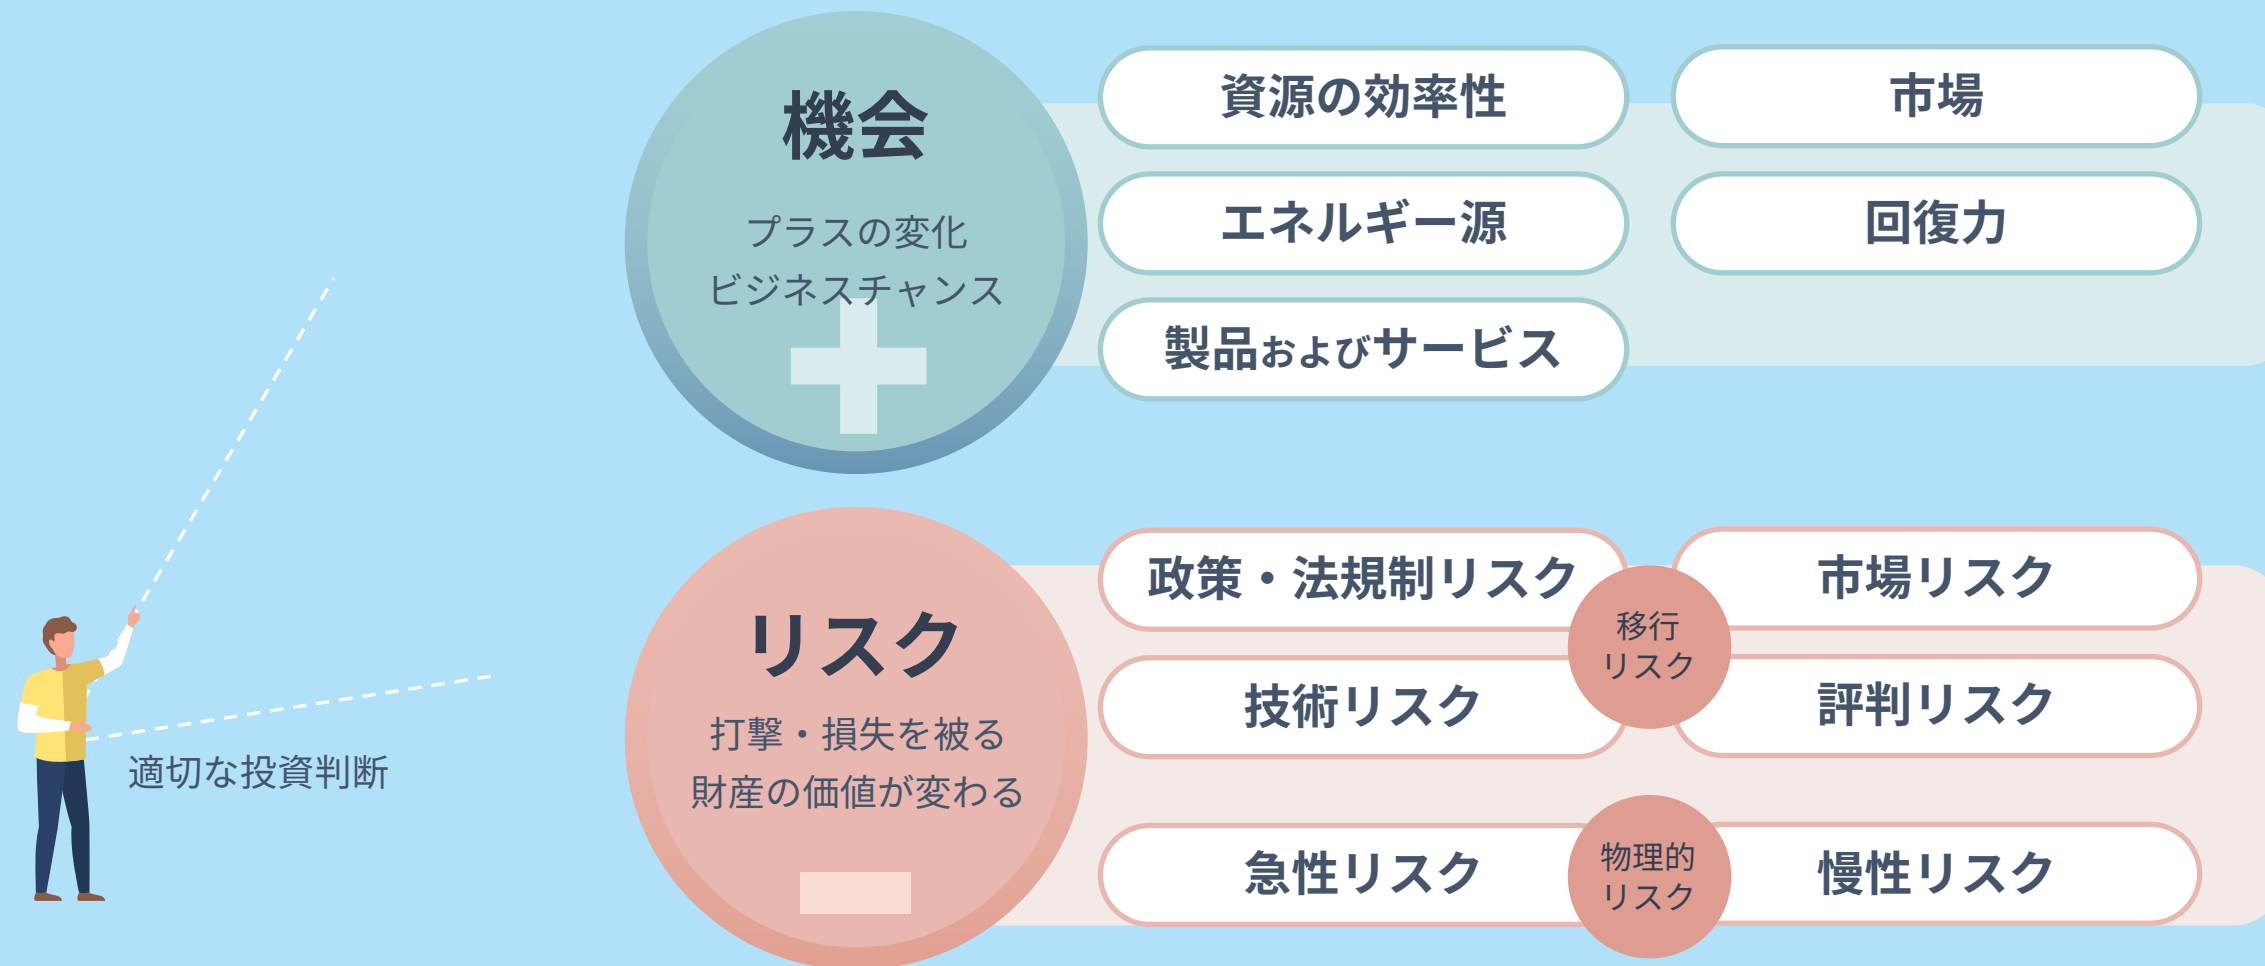 機会
プラスの変化
ビジネスチャンス
資源の効率性
市場
エネルギー源
回復力
製品およびサービス
適切な投資判断
リスク
打撃・損失を被る
財産の価値が変わる
政策・法規制リスク
市場リスク
移行
リスク
技術リスク
評判リスク
急性リスク
物理的
リスク
慢性リスク